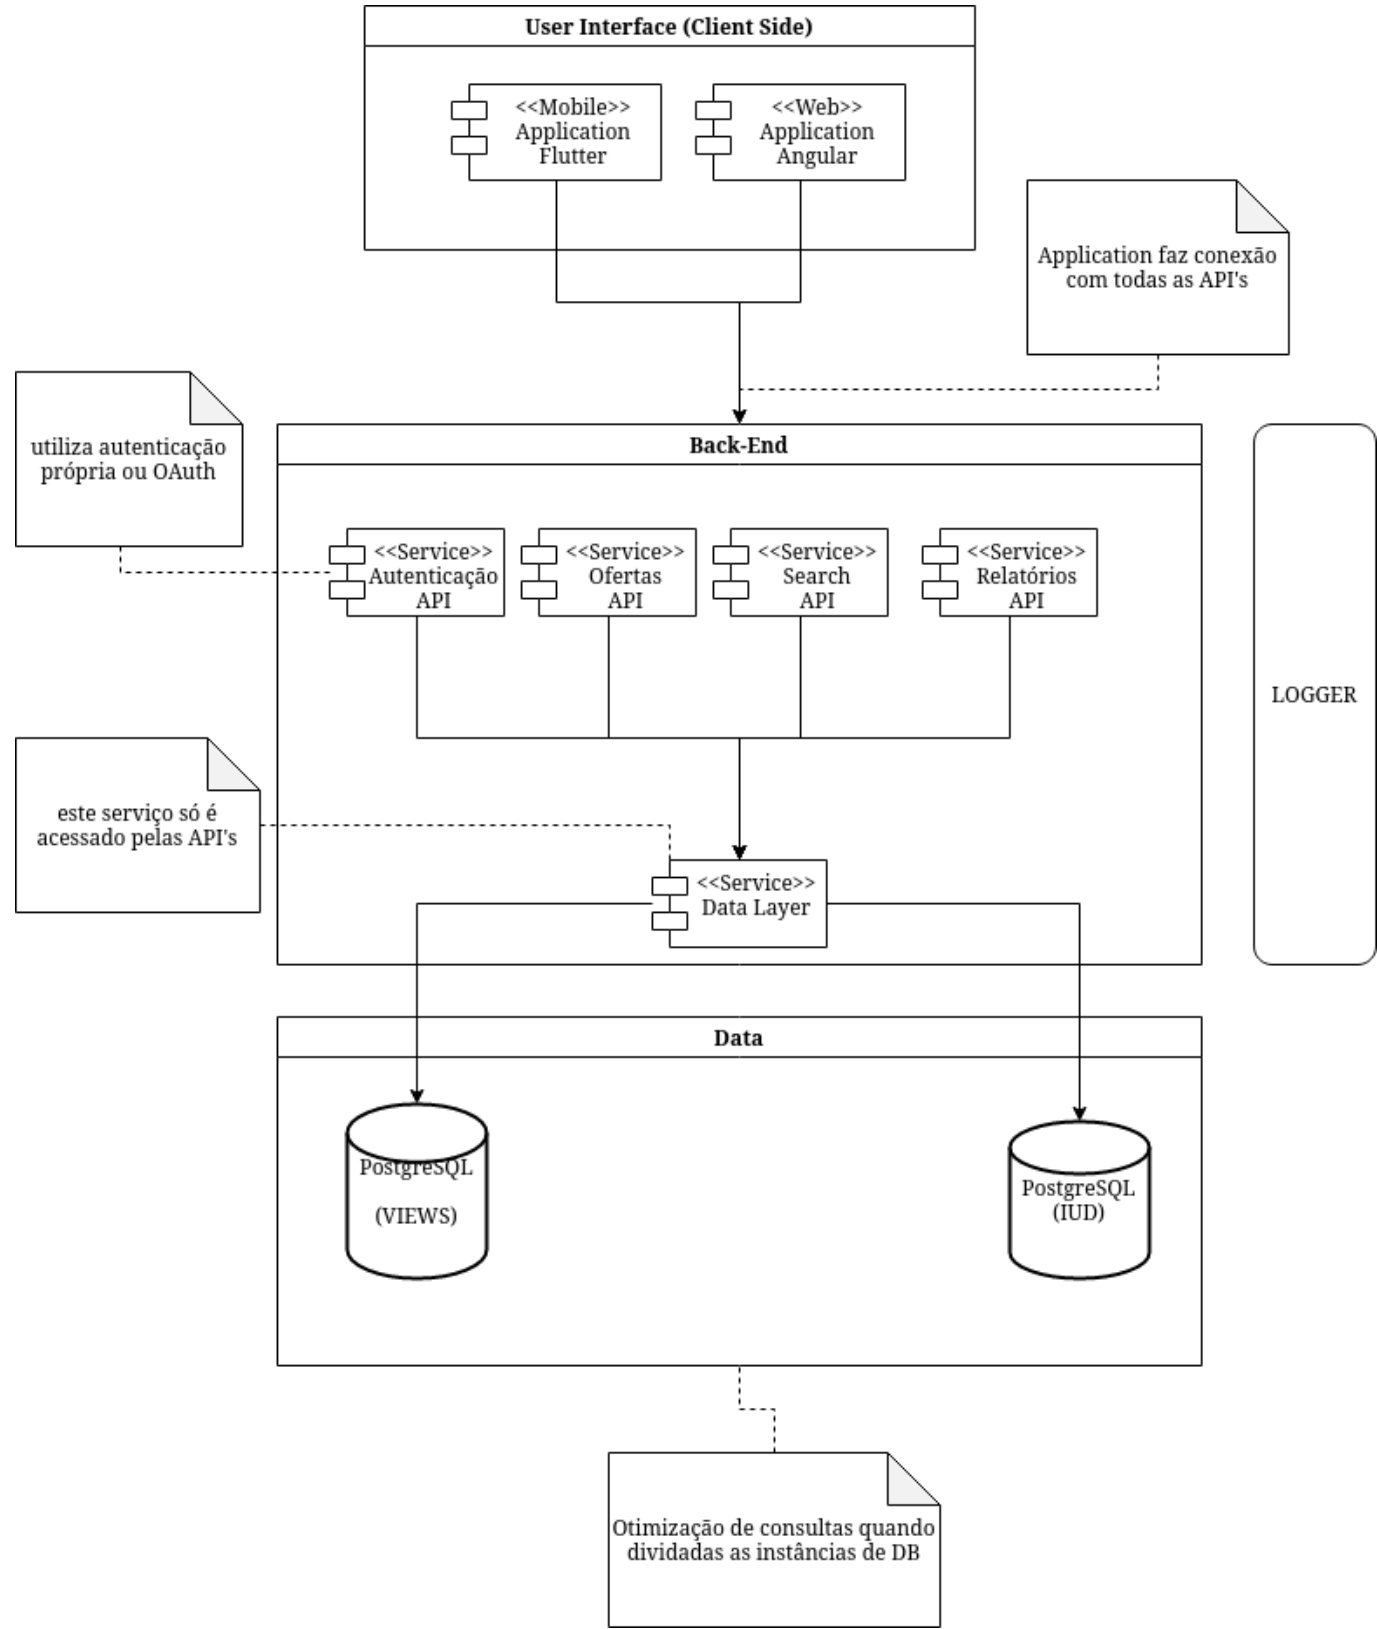 User Interface (Client Side)
<<Mobile>>
Application
Flutter
<<Web>>
Application
Angular
Application faz conexão
com todas as API's
utiliza autenticação
própria ou OAuth
Back-End
<<Service>>
Autenticação
API
<<Service>>
Ofertas
API
<<Service>>
Search
API
<<Service>>
Relatórios
API
LOGGER
este serviço só é
acessado pelas API's
<<Service>>
Data Layer
Data
PostgreSQL
(VIEWS)
PostgreSQL
(IUD)
Otimização de consultas quando
dividadas as instâncias de DB